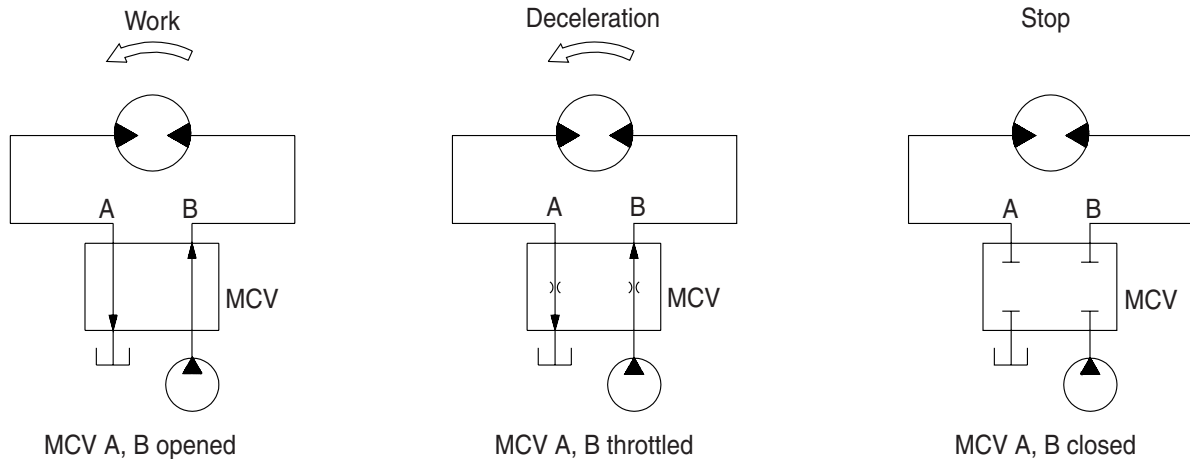 Work
Deceleration
Stop
A B
A B
A B
MCV
MCV
MCV
MCV A, B opened
MCV A, B throttled
MCV A, B closed